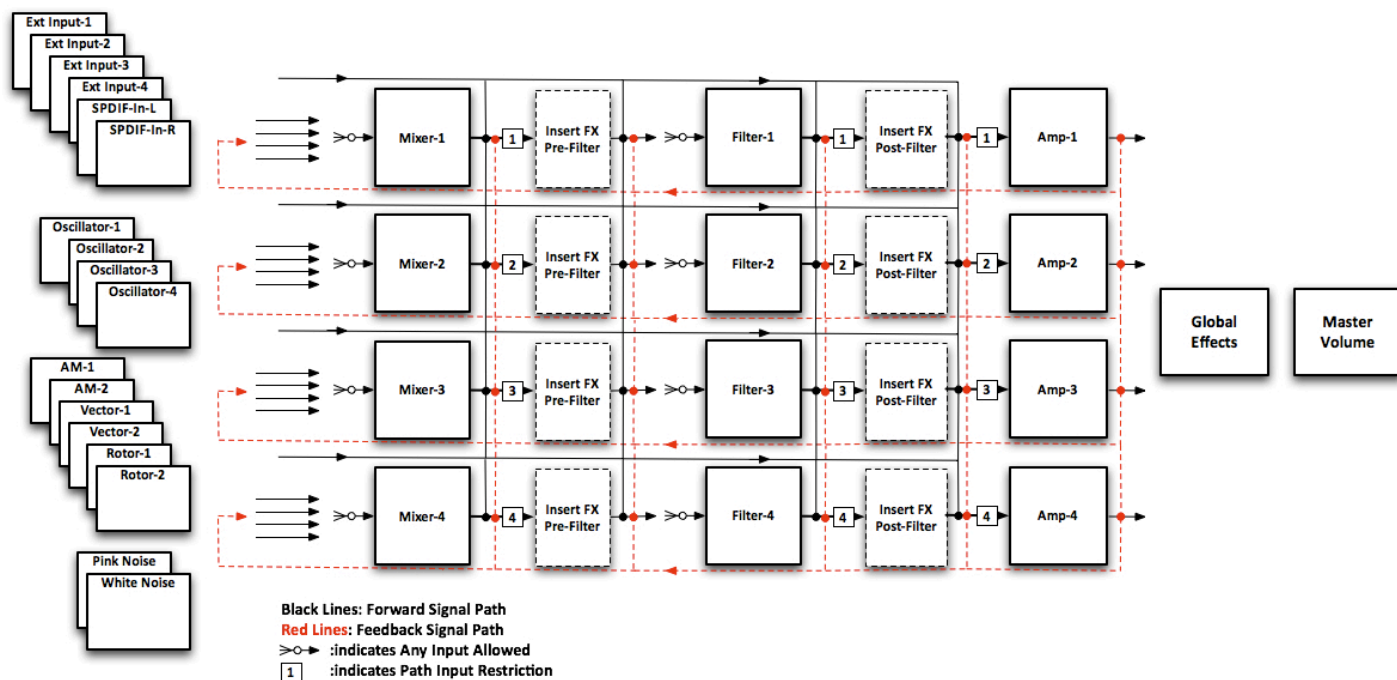 Ext Input-1
Ext Input-2
Ext Input-3
Ext Input-4
SPDIF-In-L
SPDIF-In-R
Mixer-1
1
Insert FX
Pre-Filter
Filter-1
1
Insert FX
Post-Filter
1
Amp-1
Oscillator-1
Oscillator-2
Oscillator-3
Oscillator-4
Mixer-2
2
Insert FX
Pre-Filter
Filter-2
2
Insert FX
Post-Filter
2
Amp-2
Global
Effects
Master
Volume
AM-1
AM-2
Vector-1
Vector-2
Rotor-1
Rotor-2
Mixer-3
3
Insert FX
Pre-Filter
Filter-3
3
Insert FX
Post-Filter
3
Amp-3
Mixer-4
4
Insert FX
Pre-Filter
Filter-4
4
Insert FX
Post-Filter
4
Amp-4
Pink Noise
White Noise
Black Lines: Forward Signal Path
Red Lines: Feedback Signal Path
:indicates Any Input Allowed
1 :indicates Path Input Restriction